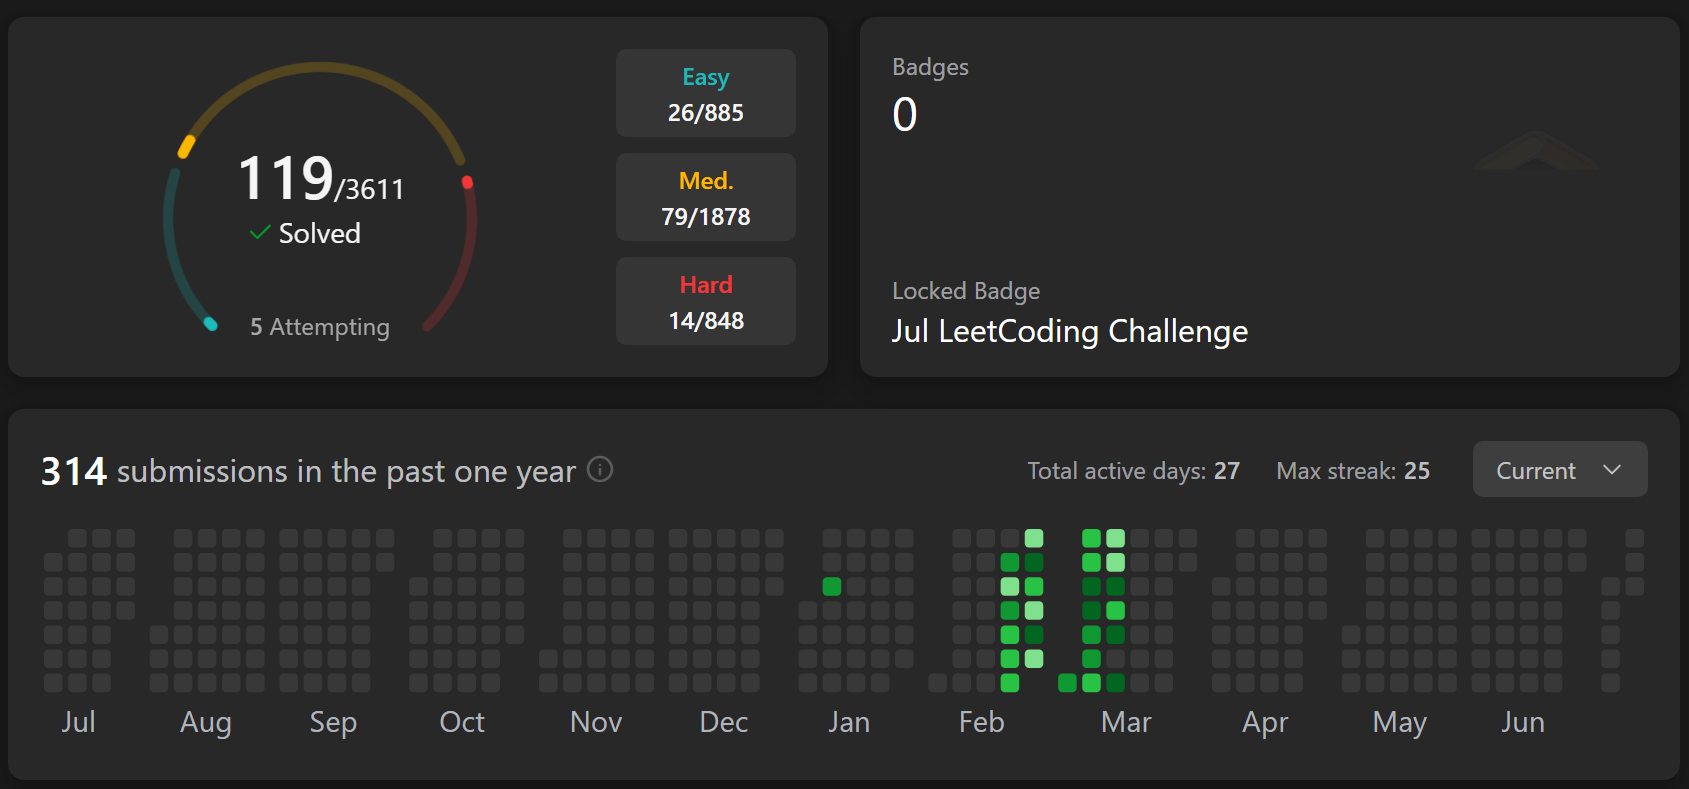 119/3611
Solved
5 Attempting
Easy
26/885
Med.
79/1878
Hard
14/848
Badges
0
Locked Badge
Jul LeetCoding Challenge
314 submissions in the past one year
Total active days: 27 Max streak: 25 Current
Jul Aug Sep Oct Nov Dec Jan Feb Mar Apr May Jun